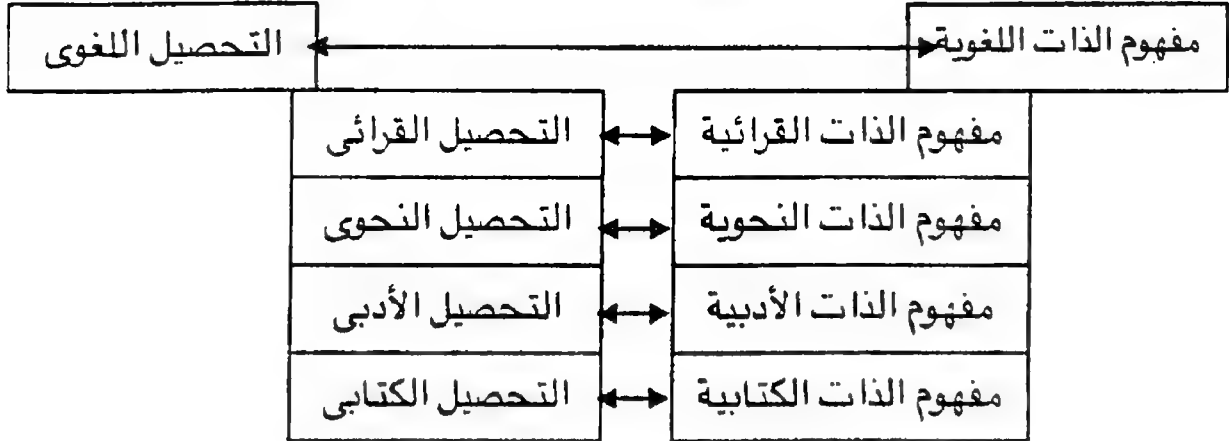 مفهوم الذات اللغوية التحصيل اللغوى
مفهوم الذات القرائية التحصيل القرائى
مفهوم الذات النحوية التحصيل النحوى
مفهوم الذات الأدبية التحصيل الأدبى
مفهوم الذات الكتابية التحصيل الكتابى